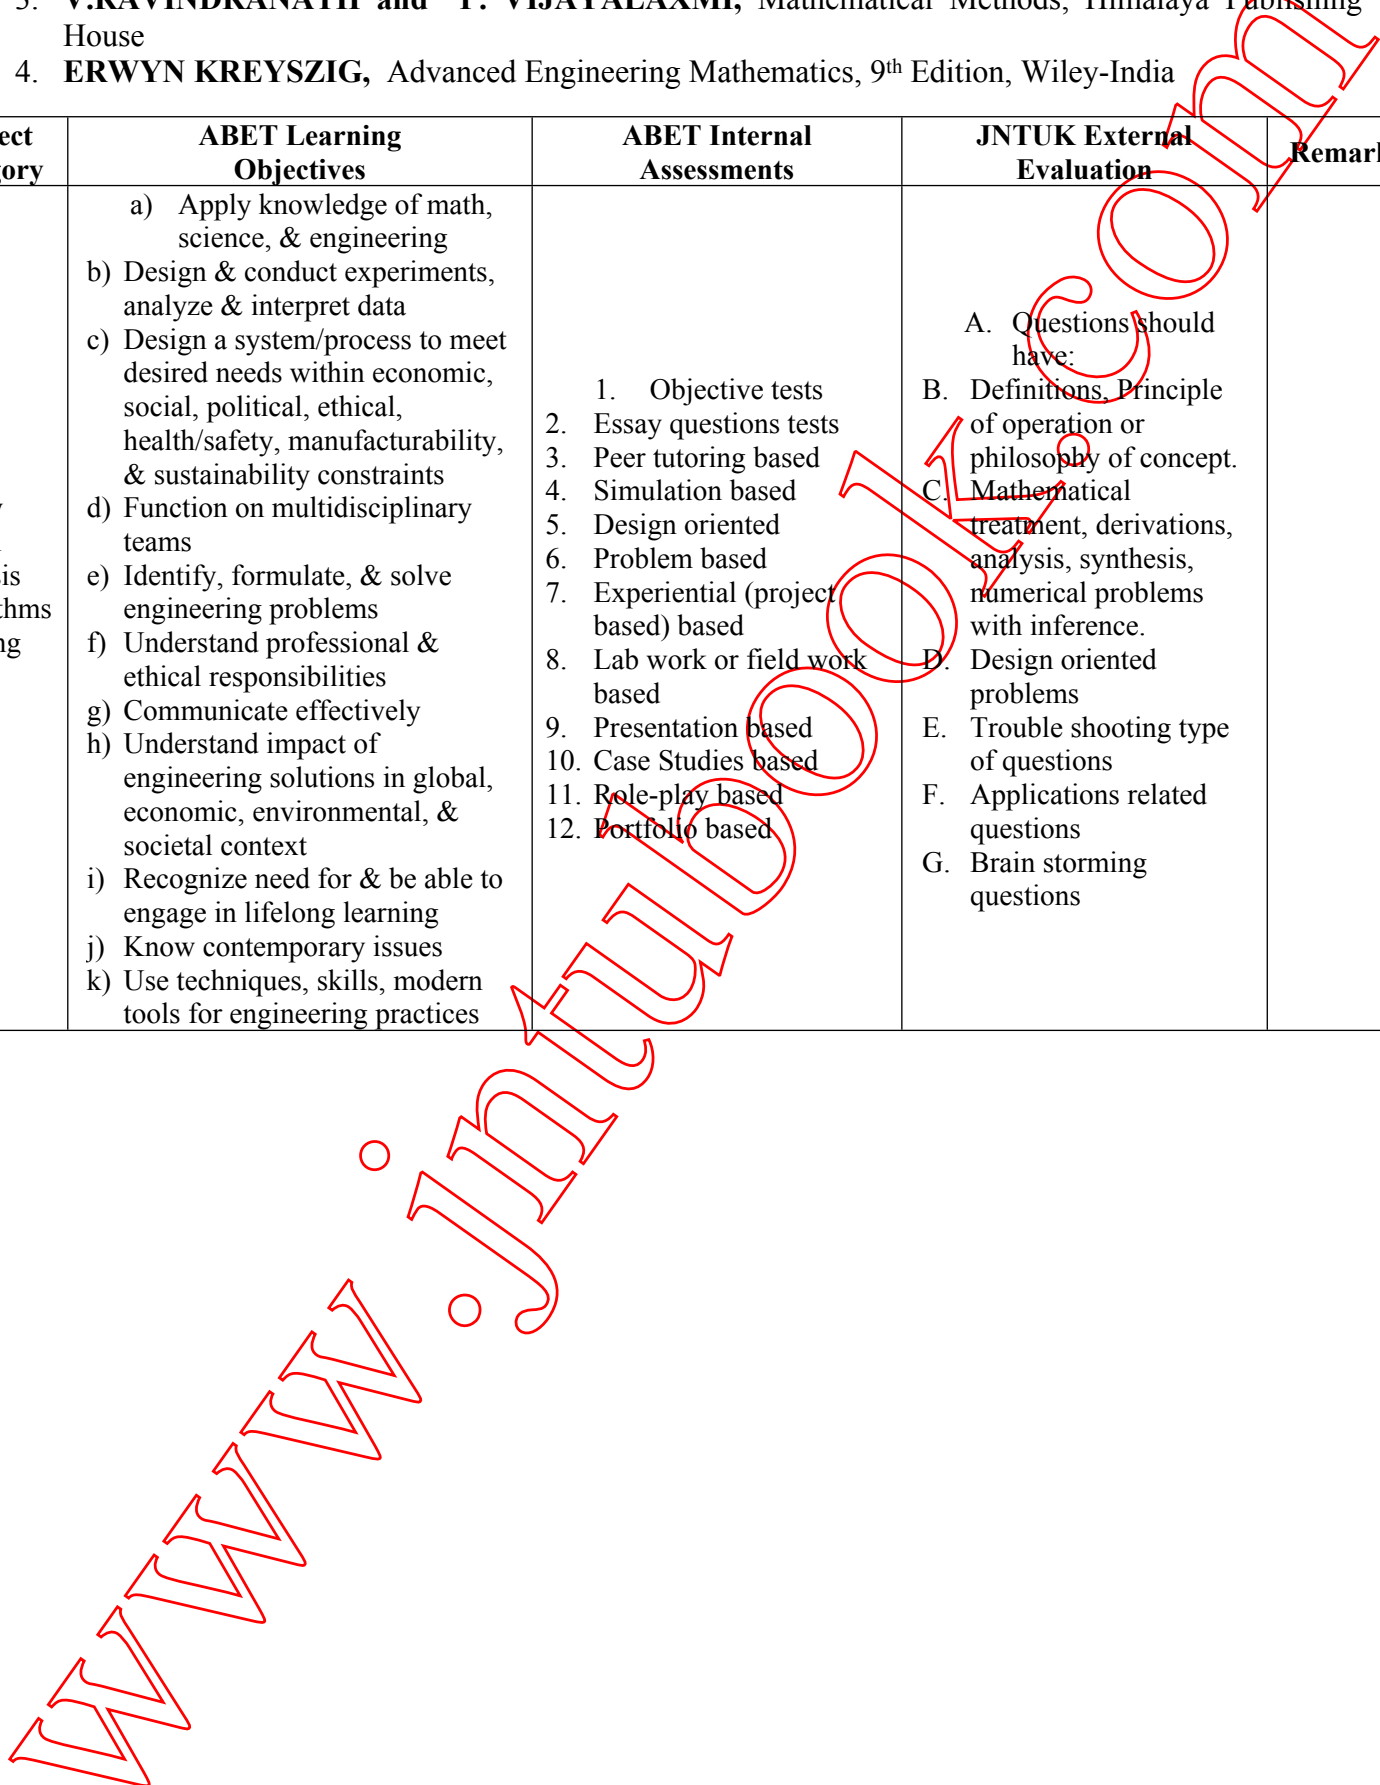 3. V.RAVINDRANATH and P. VIJAYALAXMI, Mathematical Methods, Himalaya Publishing
House
4. ERWYN KREYSZIG, Advanced Engineering Mathematics, 9th Edition, Wiley-India
ABET Learning
Objectives
ABET Internal
Assessments
JNTUK External
Evaluation
a) Apply knowledge of math,
science, & engineering
b) Design & conduct experiments,
analyze & interpret data
c) Design a system/process to meet
desired needs within economic,
social, political, ethical,
health/safety, manufacturability,
& sustainability constraints
d) Function on multidisciplinary
teams
e) Identify, formulate, & solve
engineering problems
f) Understand professional &
ethical responsibilities
g) Communicate effectively
h) Understand impact of
engineering solutions in global,
economic, environmental, &
societal context
i) Recognize need for & be able to
engage in lifelong learning
j) Know contemporary issues
k) Use techniques, skills, modern
tools for engineering practices
1. Objective tests
2. Essay questions tests
3. Peer tutoring based
4. Simulation based
5. Design oriented
6. Problem based
7. Experiential (project
based) based
8. Lab work or field work
based
9. Presentation based
10. Case Studies based
11. Role-play based
12. Portfolio based
A. Questions should
have:
B. Definitions, Principle
of operation or
philosophy of concept.
C. Mathematical
treatment, derivations,
analysis, synthesis,
numerical problems
with inference.
D. Design oriented
problems
E. Trouble shooting type
of questions
F. Applications related
questions
G. Brain storming
questions
www.jntubook.com